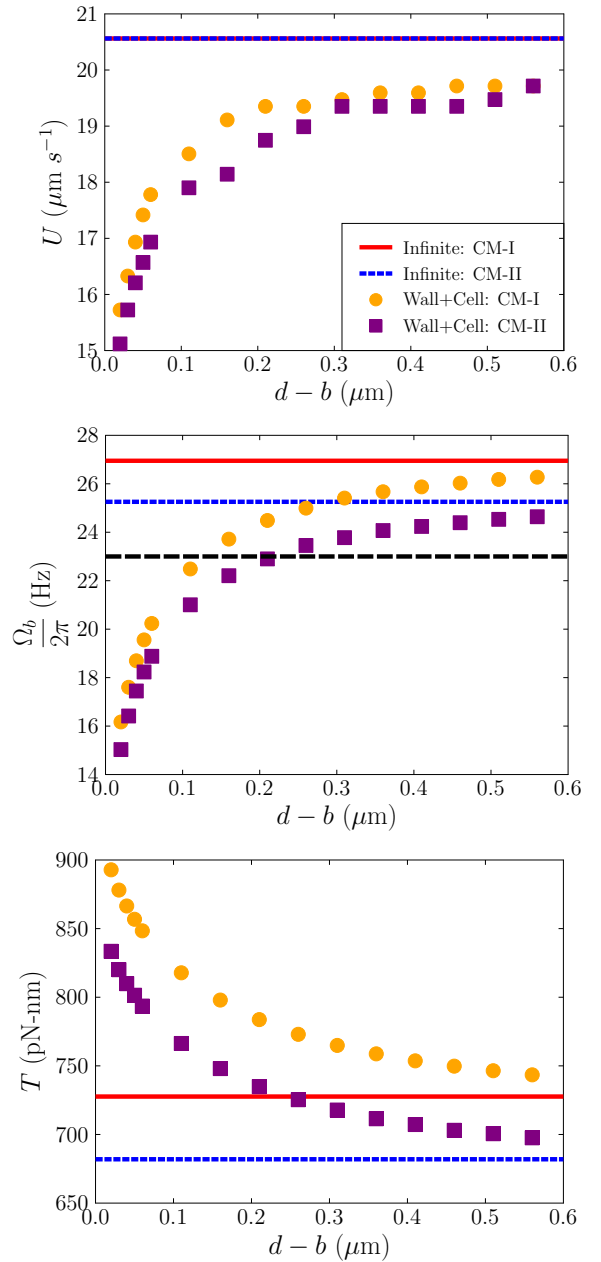 21
20
19
18
17
16
15
U (μm s⁻¹)
Infinite: CM-I
Infinite: CM-II
Wall+Cell: CM-I
Wall+Cell: CM-II
0.0 0.1 0.2 0.3 0.4 0.5 0.6
d − b (μm)
28
26
24
22
20
18
16
14
Ω_b/2π (Hz)
0.0 0.1 0.2 0.3 0.4 0.5 0.6
d − b (μm)
900
850
800
750
700
650
T (pN-nm)
0.0 0.1 0.2 0.3 0.4 0.5 0.6
d − b (μm)